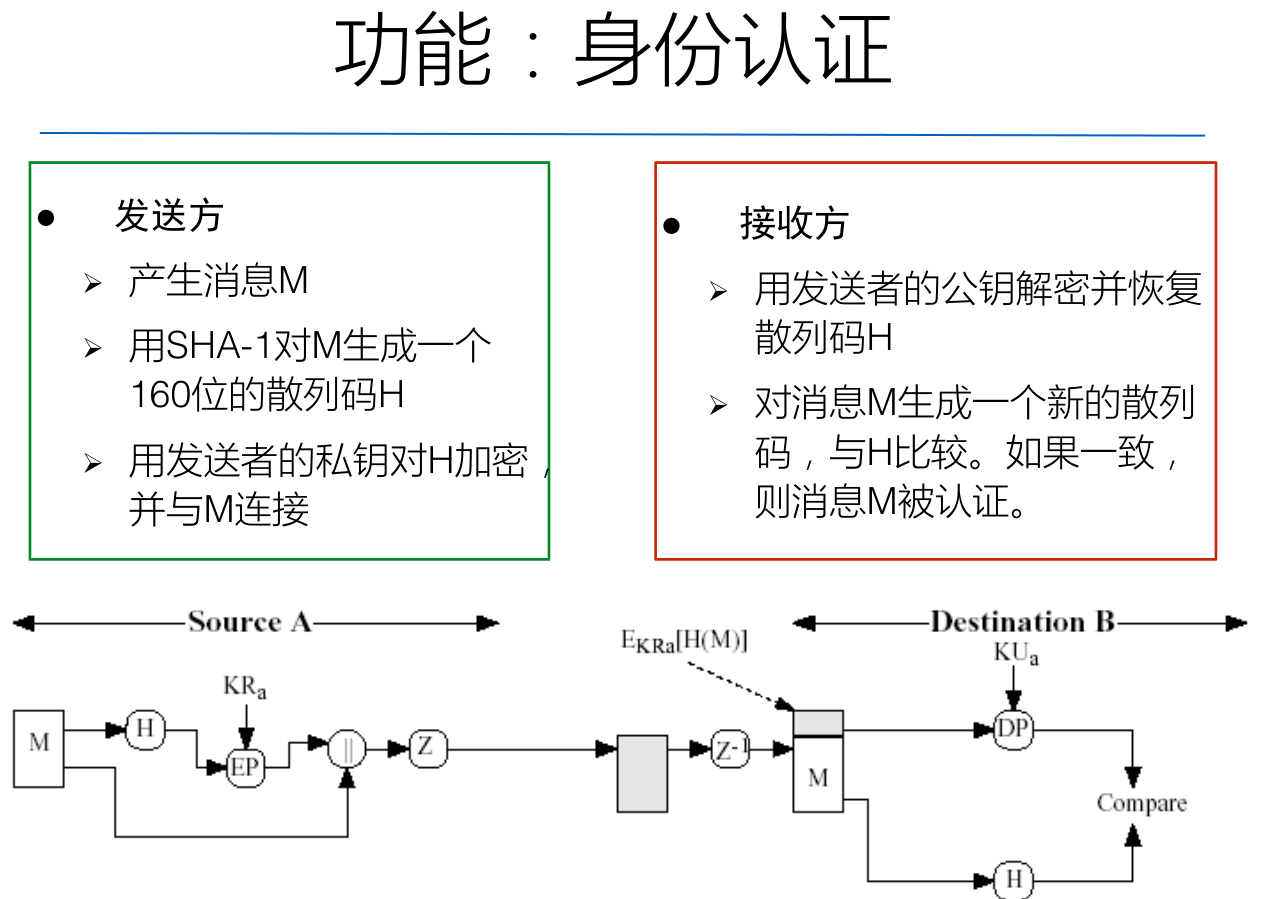 功能：身份认证
● 发送方
➢ 产生消息M
➢ 用SHA-1对M生成一个
160位的散列码H
➢ 用发送者的私钥对H加密，
并与M连接
● 接收方
➢ 用发送者的公钥解密并恢复
散列码H
➢ 对消息M生成一个新的散列
码，与H比较。如果一致，
则消息M被认证。
Source A
Destination B
E_KRa[H(M)]
KU_a
KR_a
M
H
EP
||
Z
Z⁻¹
M
DP
Compare
H